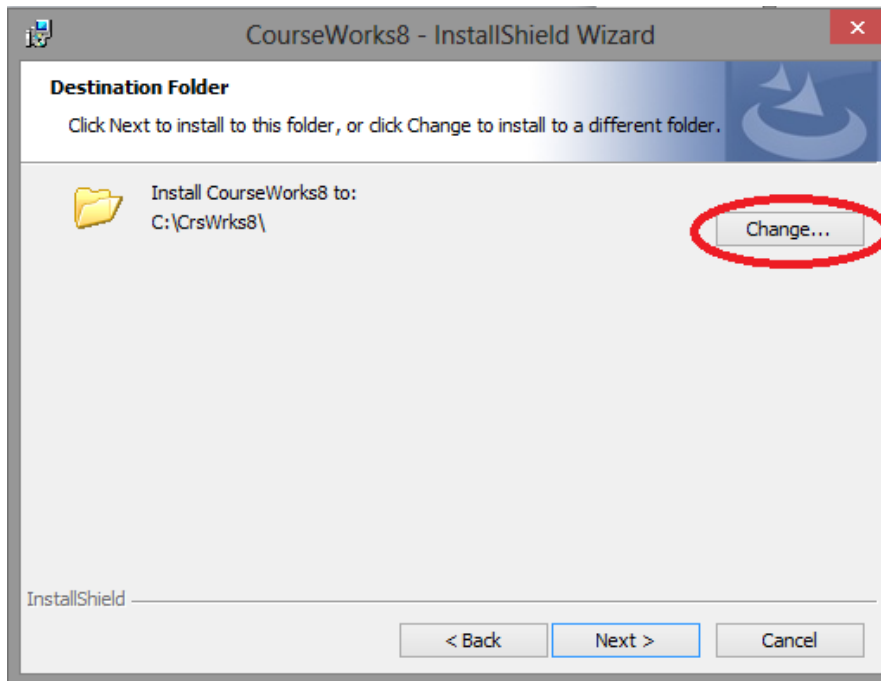 CourseWorks8 - InstallShield Wizard
Destination Folder
Click Next to install to this folder, or click Change to install to a different folder.
Install CourseWorks8 to:
C:\CrsWrks8\
Change...
InstallShield
< Back
Next >
Cancel